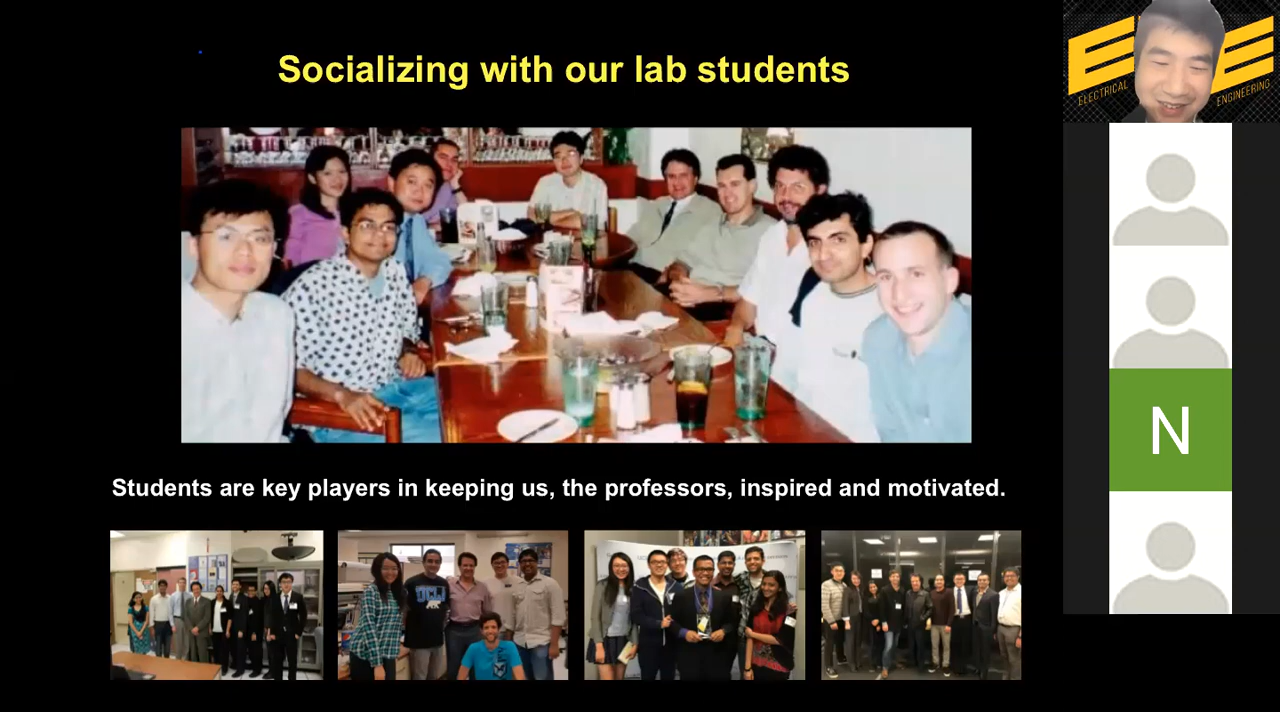 Socializing with our lab students
Students are key players in keeping us, the professors, inspired and motivated.
ELECTRICAL
ENGINEERING
N
UCI